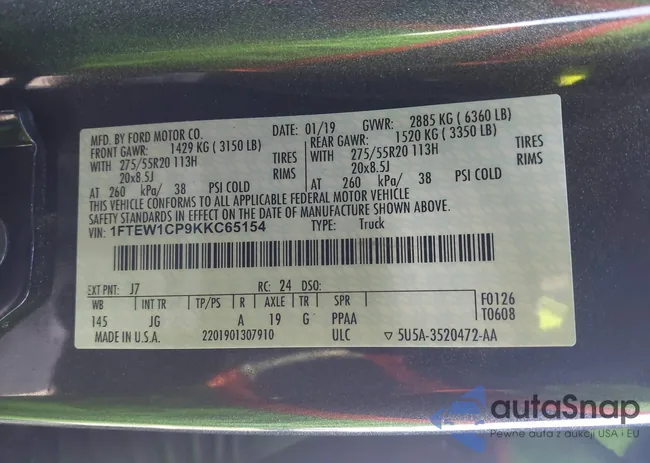 MFD. BY FORD MOTOR CO.
DATE: 01/19 GVWR: 2885 KG ( 6360 LB)
FRONT GAWR: 1429 KG ( 3150 LB)
REAR GAWR: 1520 KG ( 3350 LB)
WITH 275/55R20 113H TIRES
WITH 275/55R20 113H TIRES
20x8.5J RIMS
20x8.5J RIMS
AT 260 kPa/ 38 PSI COLD
AT 260 kPa/ 38 PSI COLD
THIS VEHICLE CONFORMS TO ALL APPLICABLE FEDERAL MOTOR VEHICLE
SAFETY STANDARDS IN EFFECT ON THE DATE OF MANUFACTURE SHOWN ABOVE.
VIN: 1FTEW1CP9KKC65154 TYPE: Truck
EXT PNT: J7 RC: 24 DSO:
WB INT TR TP/PS R AXLE TR SPR F0126
145 JG A 19 G PPAA T0608
MADE IN U.S.A. 2201901307910 ULC ▽ 5U5A-3520472-AA
autoSnap
Pewne auta z aukcji USA i EU